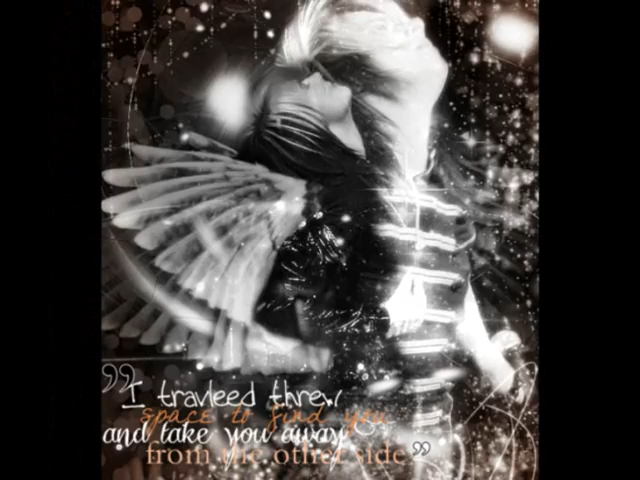 " I travleed threw
space to find you
and take you away
from the other side "